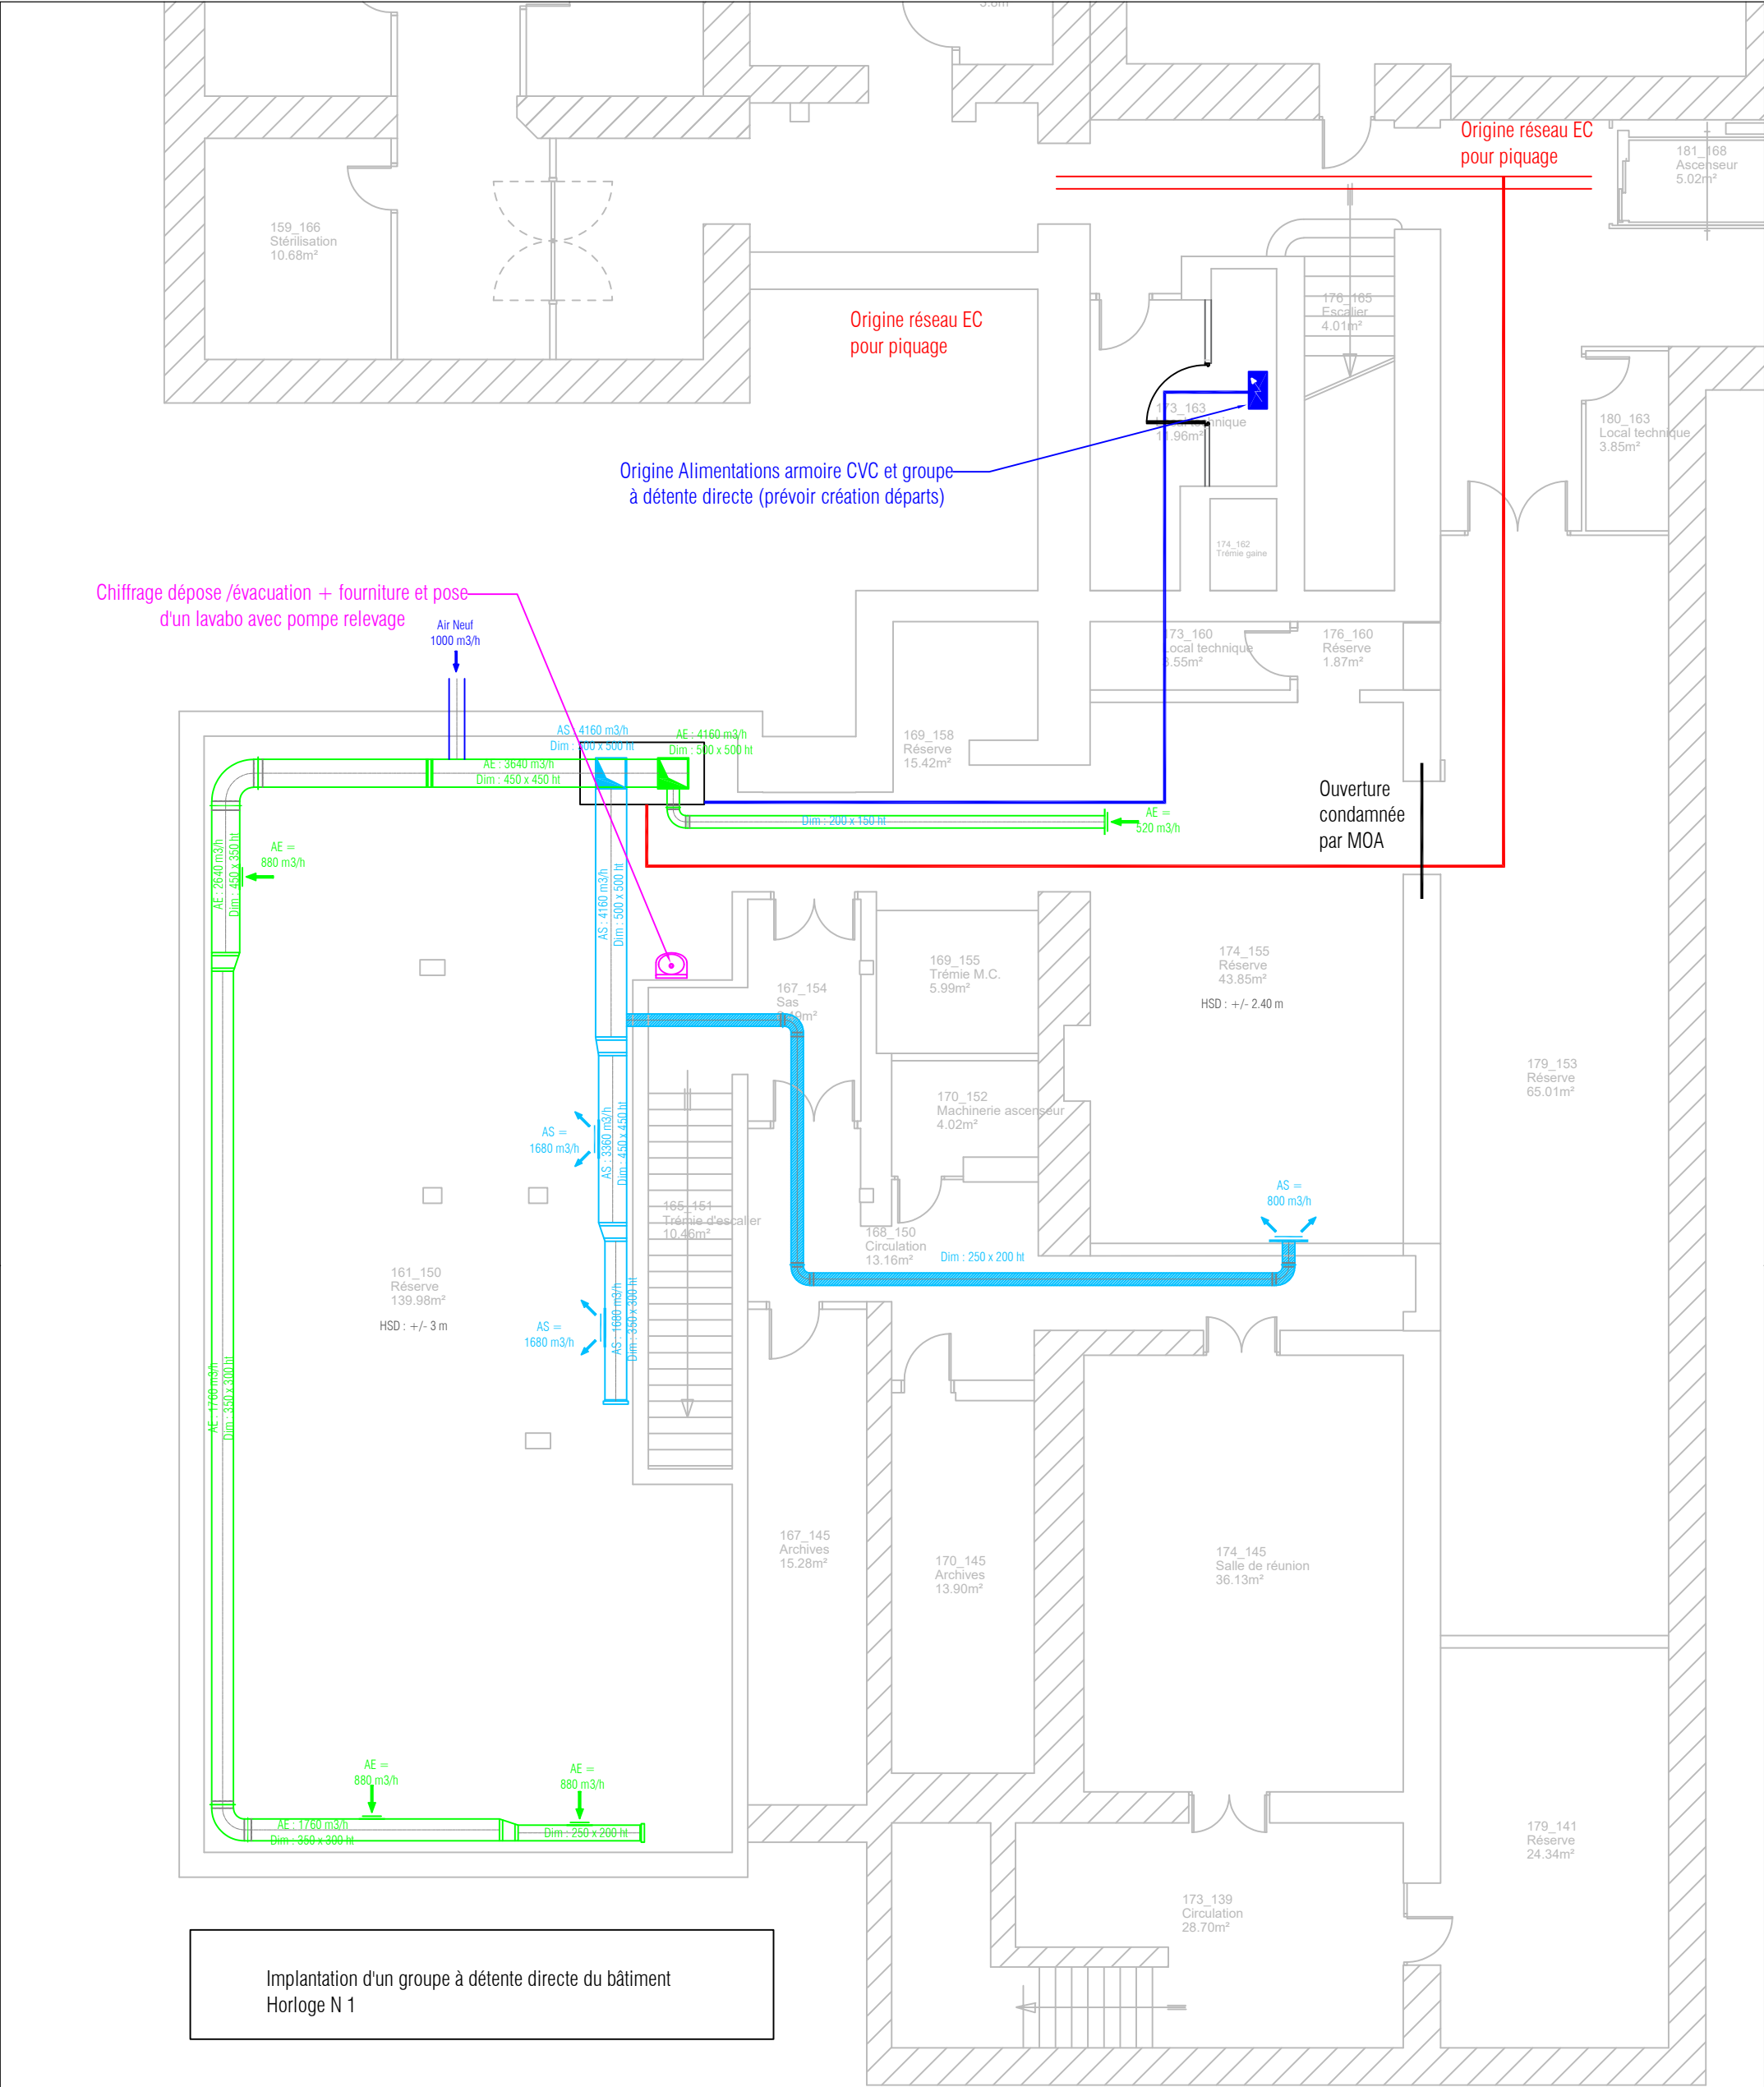 Origine réseau EC
pour piquage
181_168
Ascenseur
5.02m²
159_166
Stérilisation
10.68m²
176_165
Escalier
4.01m²
Origine réseau EC
pour piquage
173_163
11.96m²
180_163
Local technique
3.85m²
Origine Alimentations armoire CVC et groupe
à détente directe (prévoir création départs)
174_162
Trémie gaine
Chiffrage dépose /évacuation + fourniture et pose
d'un lavabo avec pompe relevage
Air Neuf
1000 m3/h
173_160
Local technique
176_160
Réserve
1.87m²
AS : 4160 m3/h
Dim : 500 x 500 ht
AE : 4160 m3/h
Dim : 500 x 500 ht
169_158
Réserve
15.42m²
AE : 3640 m3/h
Dim : 450 x 450 ht
Ouverture
condamnée
par MOA
Dim : 200 x 150 ht
AE =
520 m3/h
AE : 2640 m3/h
Dim : 450 x 350 ht
AE =
880 m3/h
AS : 4160 m3/h
Dim : 500 x 500 ht
174_155
Réserve
43.85m²
HSD : +/- 2.40 m
169_155
Trémie M.C.
5.99m²
167_154
Sas
179_153
Réserve
65.01m²
170_152
Machinerie ascenseur
4.02m²
AS =
1680 m3/h
AS : 3360 m3/h
Dim : 450 x 450 ht
AS =
800 m3/h
165_151
Trémie d'escalier
10.46m²
168_150
Circulation
13.16m²
Dim : 250 x 200 ht
161_150
Réserve
139.98m²
HSD : +/- 3 m
AS =
1680 m3/h
AS : 1680 m3/h
Dim : 350 x 300 ht
AE : 1760 m3/h
Dim : 350 x 300 ht
167_145
Archives
15.28m²
170_145
Archives
13.90m²
174_145
Salle de réunion
36.13m²
AE =
880 m3/h
AE =
880 m3/h
AE : 1760 m3/h
Dim : 350 x 300 ht
Dim : 250 x 200 ht
179_141
Réserve
24.34m²
173_139
Circulation
28.70m²
Implantation d'un groupe à détente directe du bâtiment
Horloge N 1